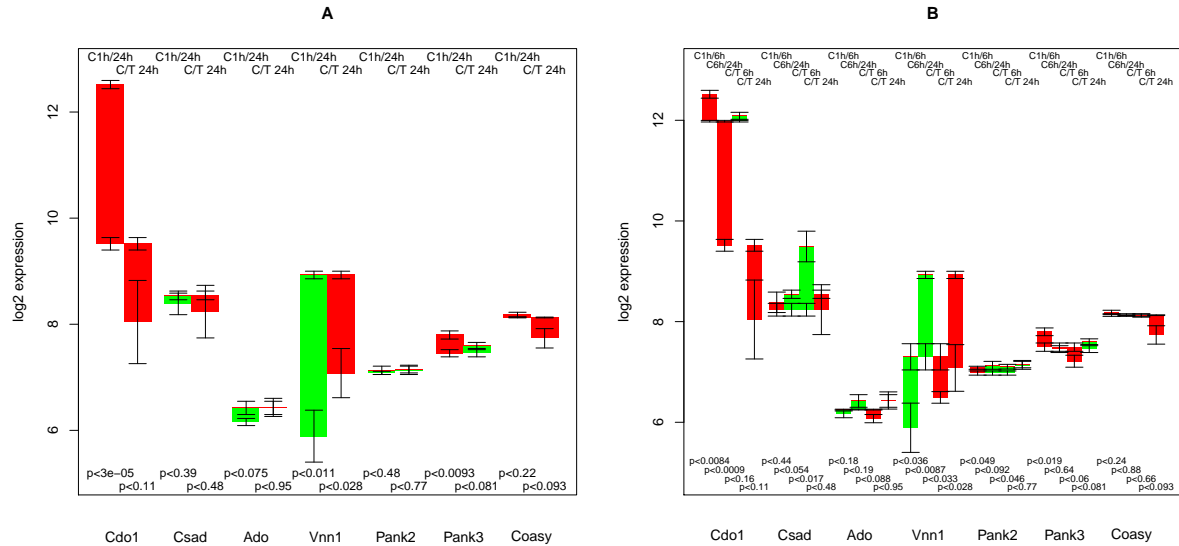 A
C1h/24h C1h/24h C1h/24h C1h/24h C1h/24h C1h/24h C1h/24h
C/T 24h C/T 24h C/T 24h C/T 24h C/T 24h C/T 24h C/T 24h
12
10
8
6
log2 expression
p<3e−05 p<0.39 p<0.075 p<0.011 p<0.48 p<0.0093 p<0.22
p<0.11 p<0.48 p<0.95 p<0.028 p<0.77 p<0.081 p<0.093
Cdo1 Csad Ado Vnn1 Pank2 Pank3 Coasy
B
C1h/6h C1h/6h C1h/6h C1h/6h C1h/6h C1h/6h C1h/6h
C6h/24h C6h/24h C6h/24h C6h/24h C6h/24h C6h/24h C6h/24h
C/T 6h C/T 6h C/T 6h C/T 6h C/T 6h C/T 6h C/T 6h
C/T 24h C/T 24h C/T 24h C/T 24h C/T 24h C/T 24h C/T 24h
12
10
8
6
log2 expression
p<0.0084 p<0.44 p<0.18 p<0.036 p<0.049 p<0.019 p<0.24
p<0.0009 p<0.054 p<0.19 p<0.0087 p<0.092 p<0.64 p<0.88
p<0.16 p<0.017 p<0.088 p<0.033 p<0.046 p<0.06 p<0.66
p<0.11 p<0.48 p<0.95 p<0.028 p<0.77 p<0.081 p<0.093
Cdo1 Csad Ado Vnn1 Pank2 Pank3 Coasy